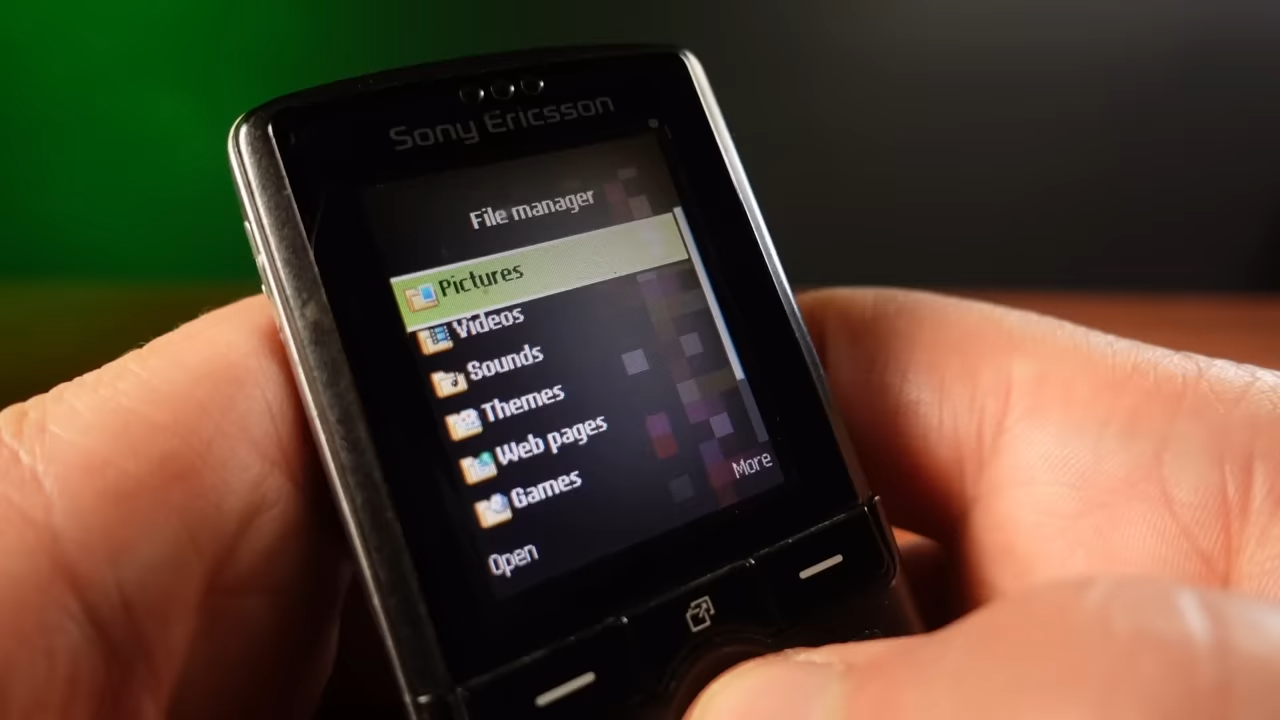 Sony Ericsson
File manager
Pictures
Videos
Sounds
Themes
Web pages
Games
More
Open